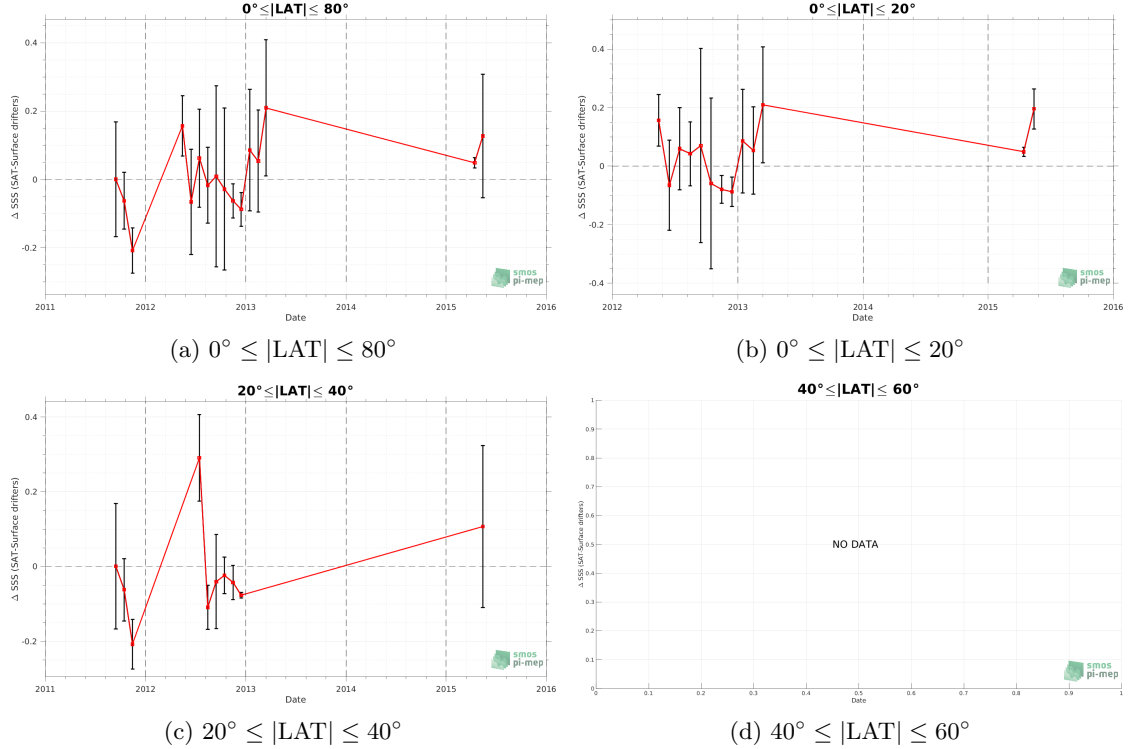 0°≤|LAT|≤ 80°
0.4
0.2
0
-0.2
Δ SSS (SAT-Surface drifters)
2011
2012
2013
2014
2015
2016
Date
smos
pi-mep
(a) 0° ≤ |LAT| ≤ 80°
0°≤|LAT|≤ 20°
0.4
0.2
0
-0.2
-0.4
Δ SSS (SAT-Surface drifters)
2012
2013
2014
2015
2016
Date
smos
pi-mep
(b) 0° ≤ |LAT| ≤ 20°
20°≤|LAT|≤ 40°
0.4
0.2
0
-0.2
Δ SSS (SAT-Surface drifters)
2011
2012
2013
2014
2015
2016
Date
smos
pi-mep
(c) 20° ≤ |LAT| ≤ 40°
40°≤|LAT|≤ 60°
1
0.9
0.8
0.7
0.6
0.5
0.4
0.3
0.2
0.1
0
Δ SSS (SAT-Surface drifters)
NO DATA
0
0.1
0.2
0.3
0.4
0.5
0.6
0.7
0.8
0.9
1
Date
smos
pi-mep
(d) 40° ≤ |LAT| ≤ 60°